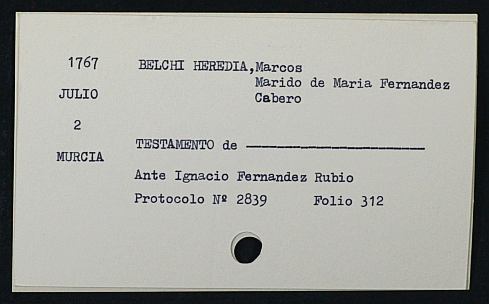 1767 BELCHI HEREDIA,Marcos
Marido de Maria Fernandez
JULIO Cabero
2
TESTAMENTO de ————————
MURCIA
Ante Ignacio Fernandez Rubio
Protocolo Nº 2839 Folio 312